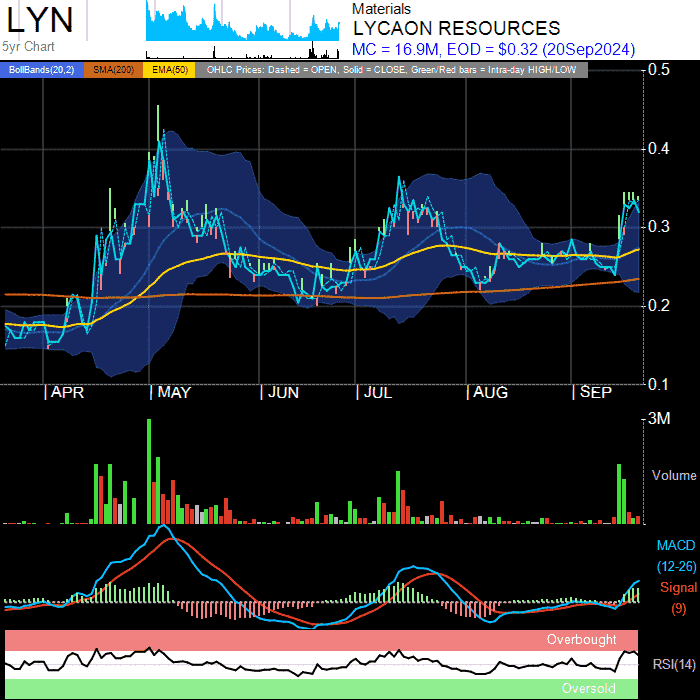 LYN
5yr Chart
Materials
LYCAON RESOURCES
MC = 16.9M, EOD = $0.32 (20Sep2024)
BollBands(20,2) SMA(200) EMA(50) OHLC Prices: Dashed = OPEN, Solid = CLOSE, Green/Red bars = Intra-day HIGH/LOW
0.5
0.4
0.3
0.2
0.1
| APR | MAY | JUN | JUL | AUG | SEP
3M
Volume
MACD
(12-26)
Signal
(9)
Overbought
RSI(14)
Oversold